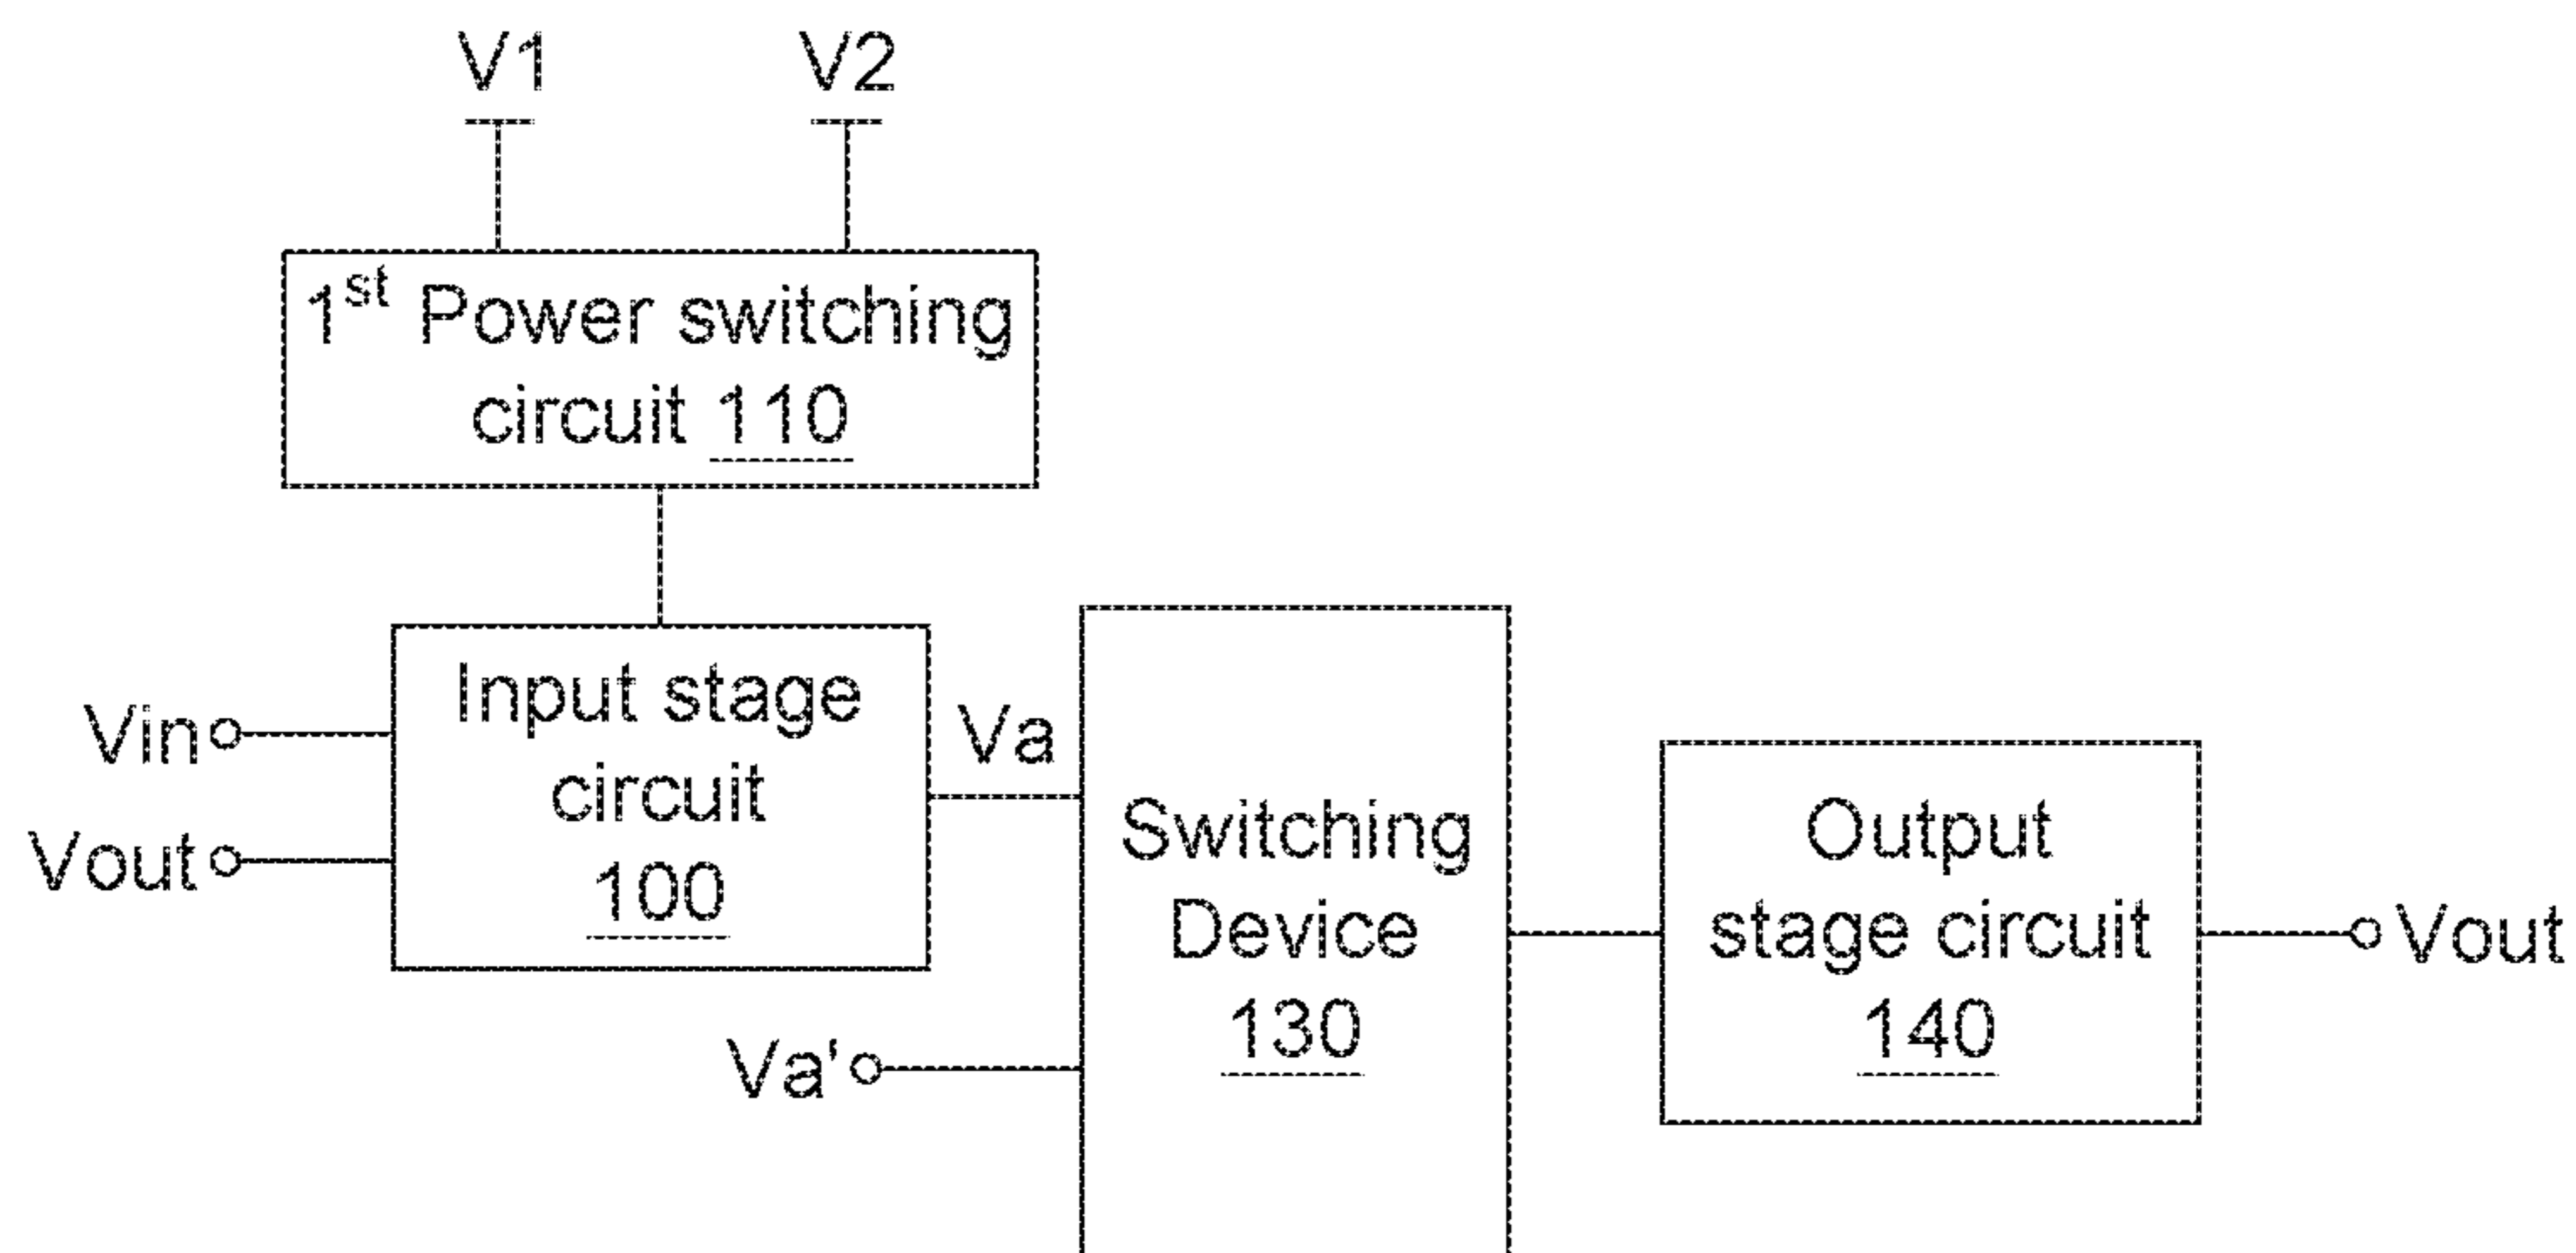 V1
V2
1st Power switching
circuit 110
Input stage
circuit
100
Vin
Vout
Va
Va'
Switching
Device
130
Output
stage circuit
140
Vout